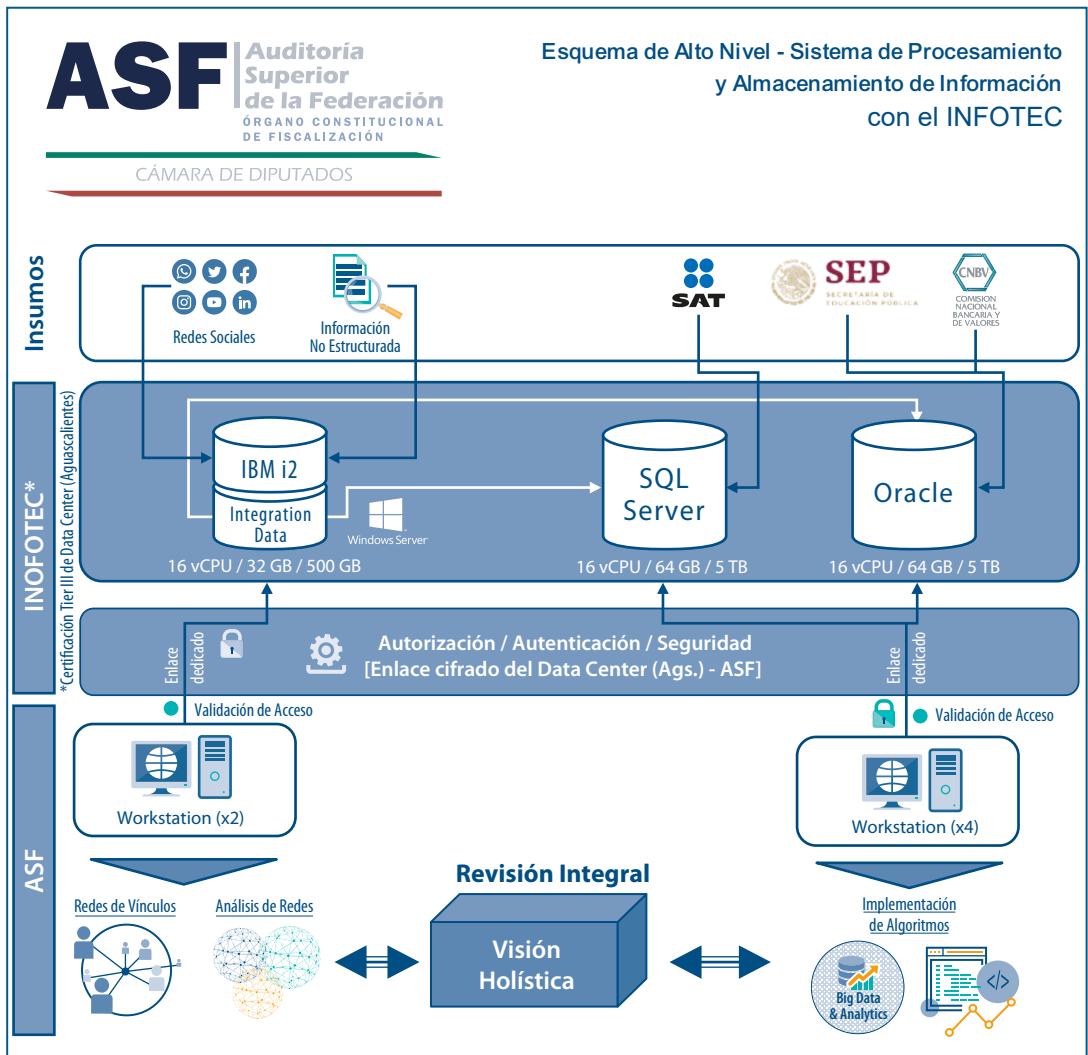 ASF
Auditoría
Superior
de la Federación
ÓRGANO CONSTITUCIONAL
DE FISCALIZACIÓN
CÁMARA DE DIPUTADOS
Esquema de Alto Nivel - Sistema de Procesamiento
y Almacenamiento de Información
con el INFOTEC
Insumos
Redes Sociales
Información
No Estructurada
SAT
SEP
SECRETARÍA DE
EDUCACIÓN PÚBLICA
CNBV
COMISION
NACIONAL
BANCARIA Y
DE VALORES
INOFOTEC*
*Certificación Tier III de Data Center (Aguascalientes)
IBM i2
Integration
Data
Windows Server
16 vCPU / 32 GB / 500 GB
SQL
Server
16 vCPU / 64 GB / 5 TB
Oracle
16 vCPU / 64 GB / 5 TB
Enlace
dedicado
Autorización / Autenticación / Seguridad
[Enlace cifrado del Data Center (Ags.) - ASF]
Enlace
dedicado
ASF
Validación de Acceso
Workstation (x2)
Validación de Acceso
Workstation (x4)
Redes de Vínculos
Análisis de Redes
Revisión Integral
Visión
Holística
Implementación
de Algoritmos
Big Data
& Analytics